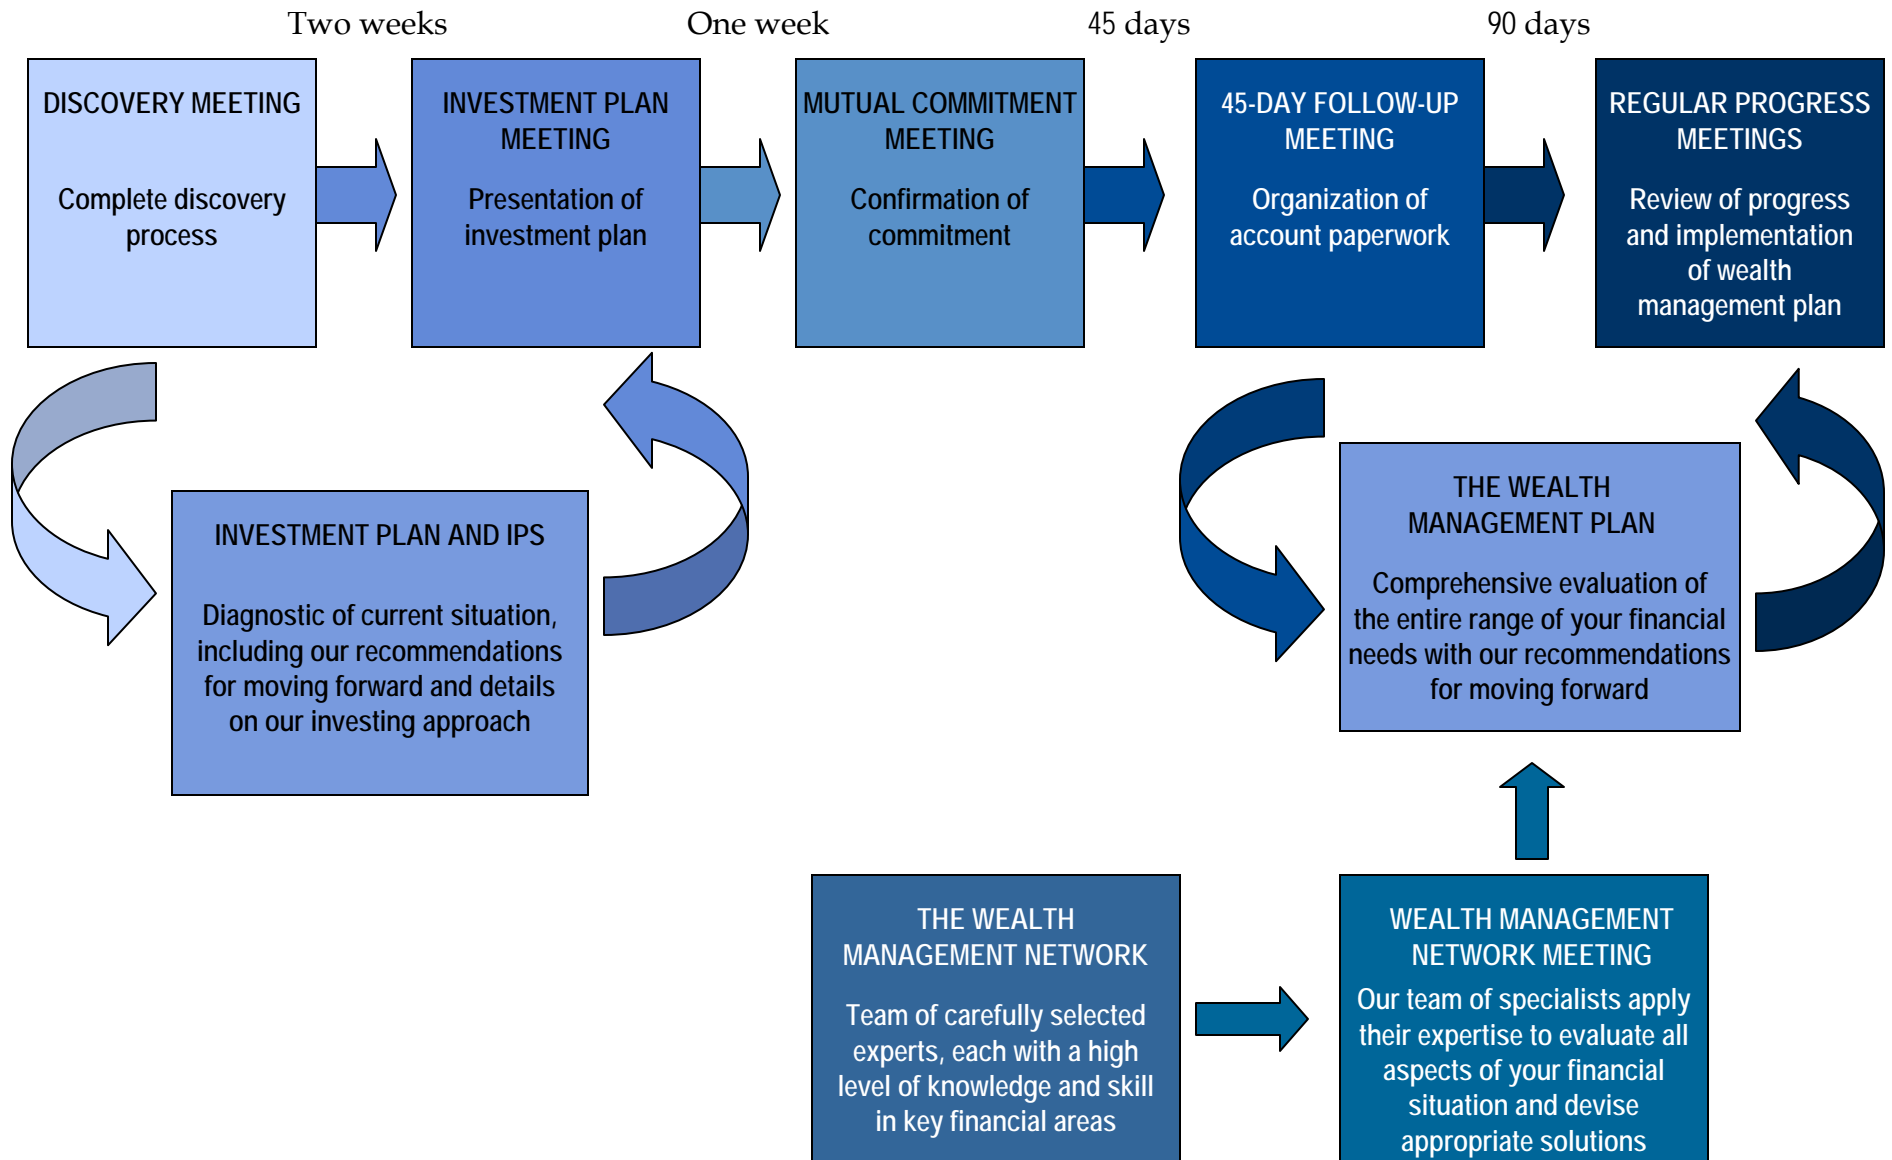 Two weeks
One week
45 days
90 days
DISCOVERY MEETING
Complete discovery
process
INVESTMENT PLAN
MEETING
Presentation of
investment plan
MUTUAL COMMITMENT
MEETING
Confirmation of
commitment
45-DAY FOLLOW-UP
MEETING
Organization of
account paperwork
REGULAR PROGRESS
MEETINGS
Review of progress
and implementation
of wealth
management plan
INVESTMENT PLAN AND IPS
Diagnostic of current situation,
including our recommendations
for moving forward and details
on our investing approach
THE WEALTH
MANAGEMENT PLAN
Comprehensive evaluation of
the entire range of your financial
needs with our recommendations
for moving forward
THE WEALTH
MANAGEMENT NETWORK
Team of carefully selected
experts, each with a high
level of knowledge and skill
in key financial areas
WEALTH MANAGEMENT
NETWORK MEETING
Our team of specialists apply
their expertise to evaluate all
aspects of your financial
situation and devise
appropriate solutions